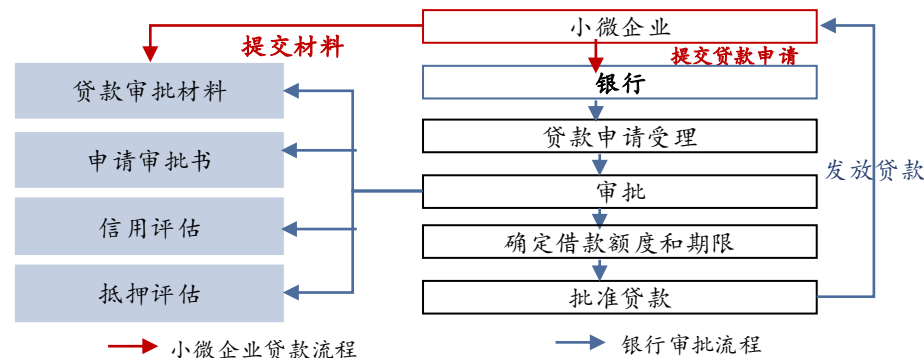 小微企业
提交材料
提交贷款申请
贷款审批材料
银行
申请审批书
贷款申请受理
发放贷款
审批
信用评估
确定借款额度和期限
抵押评估
批准贷款
小微企业贷款流程
银行审批流程